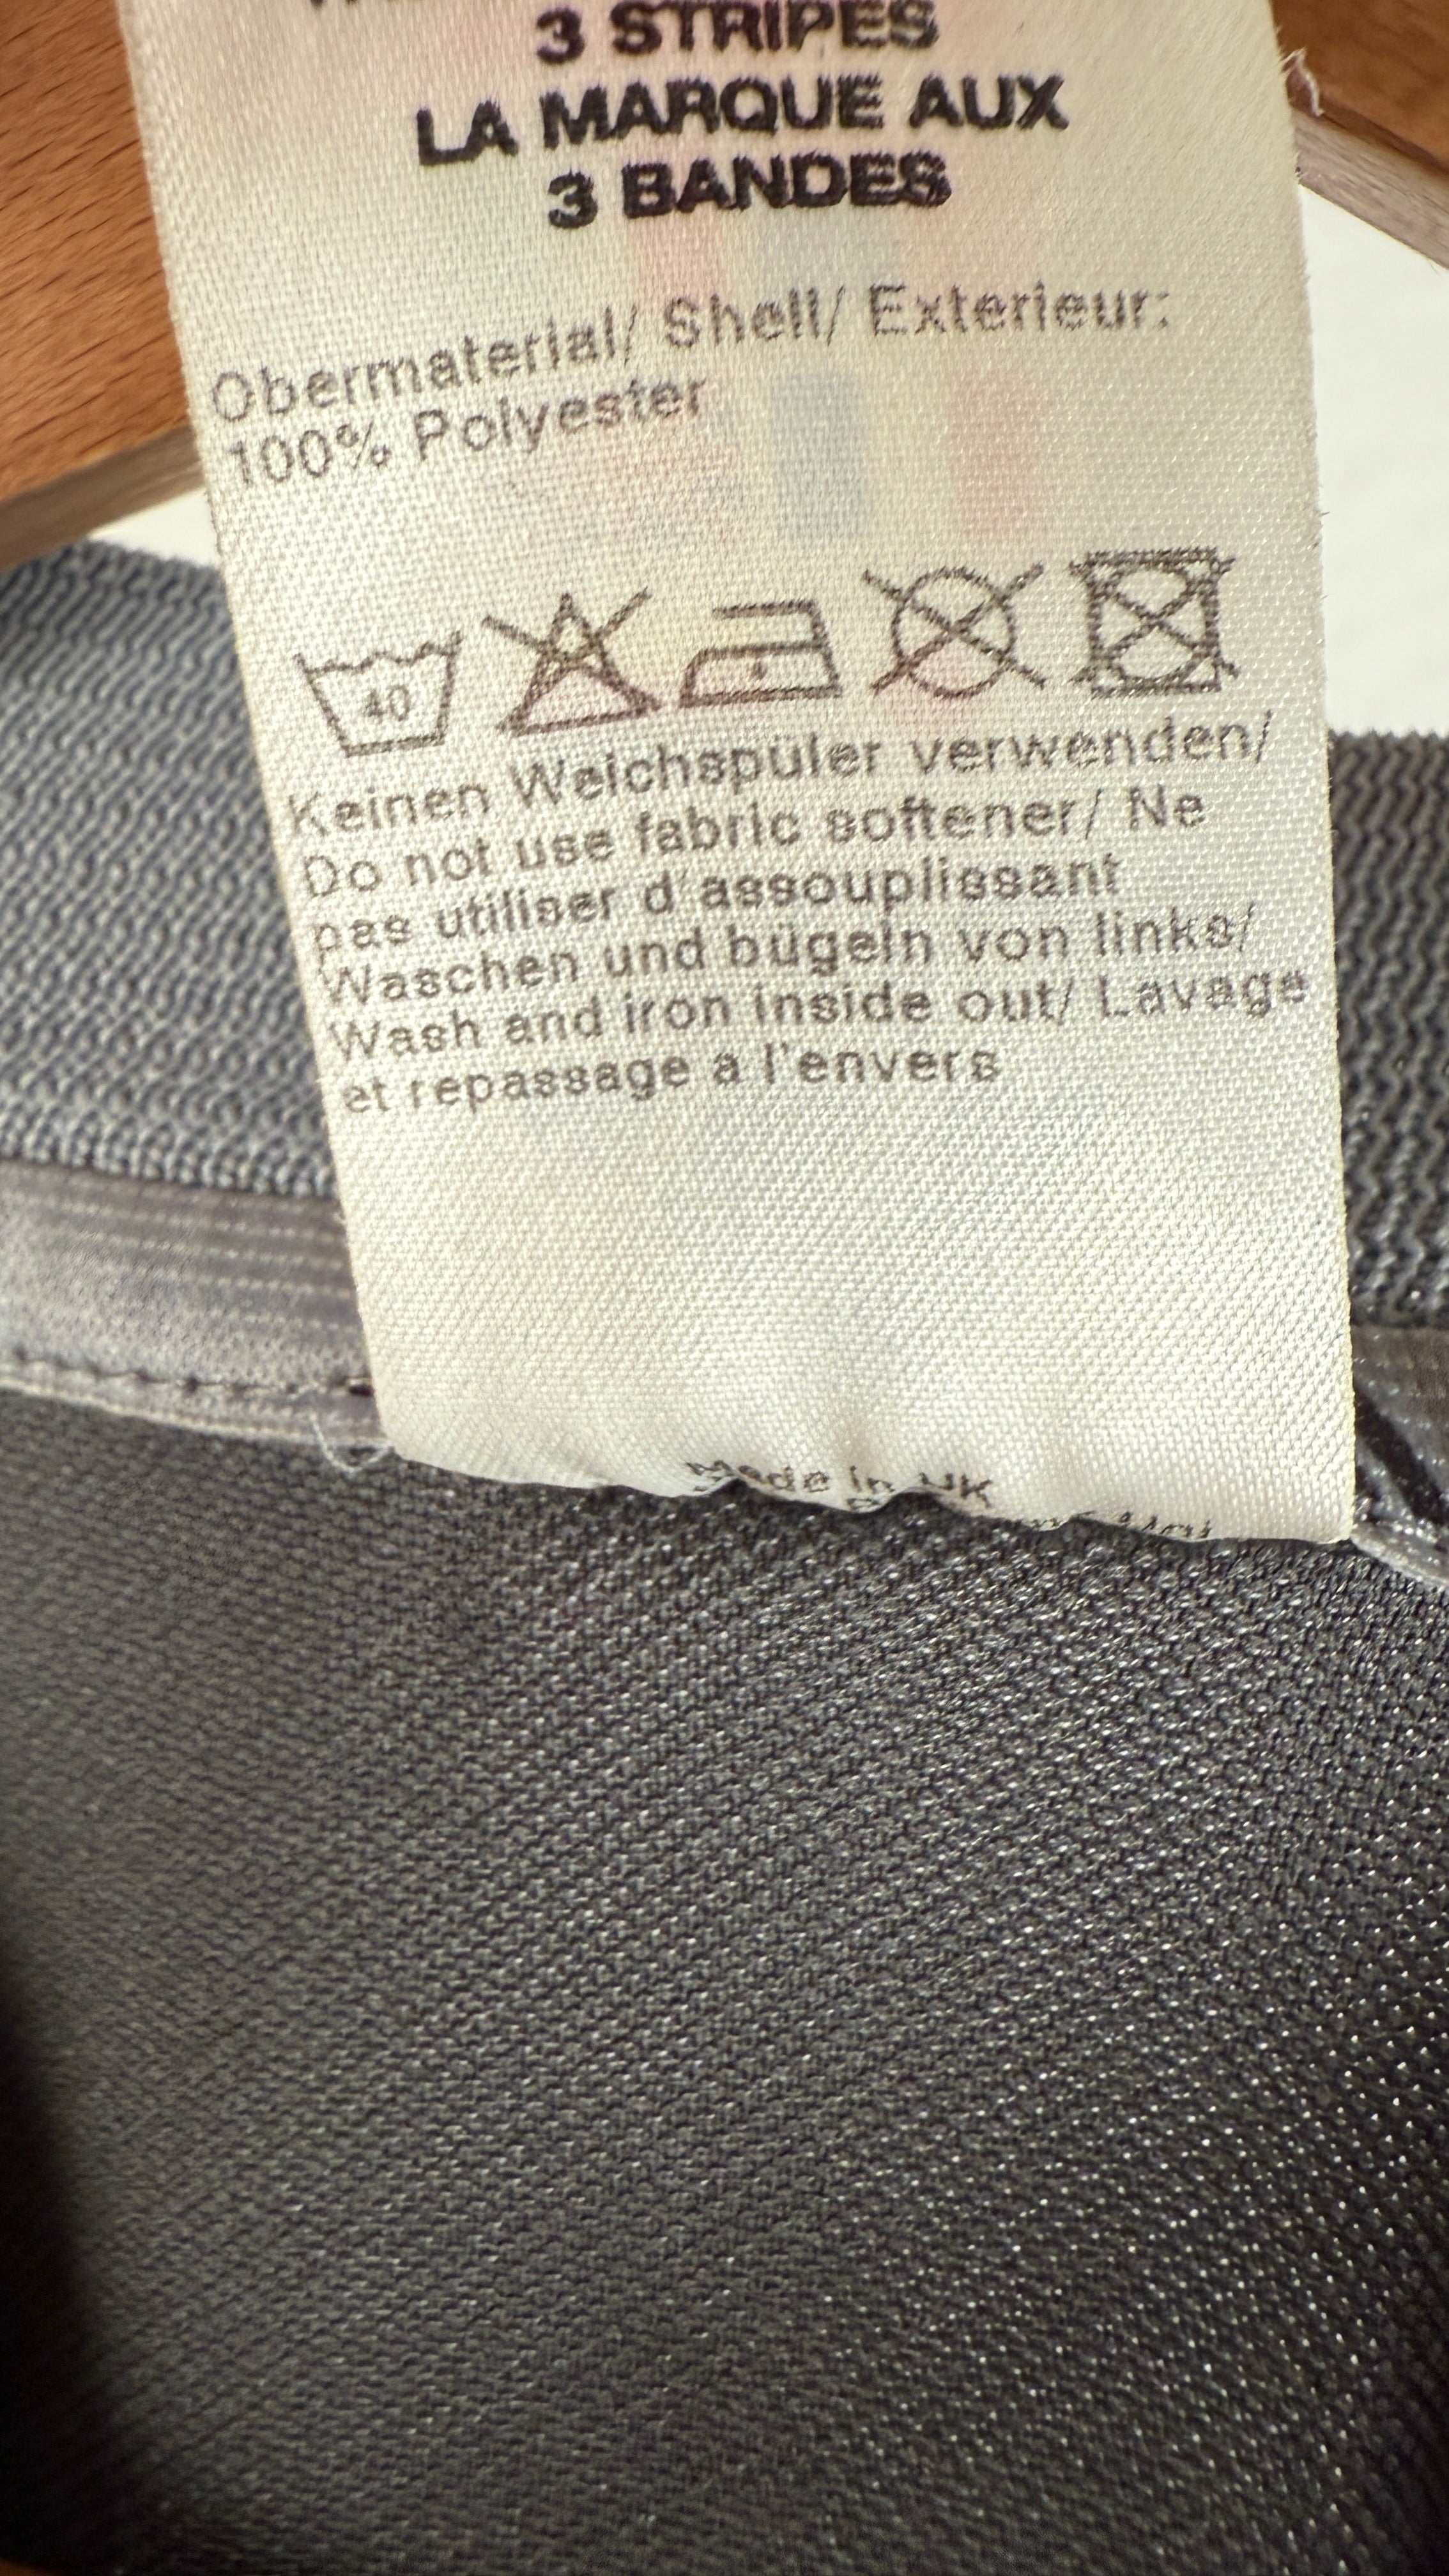 3 STRIPES
LA MARQUE AUX
3 BANDES
Obermaterial/ Shell/ Exterieur:
100% Polyester
40
Keinen Weichspüler verwenden/
Do not use fabric softener/ Ne
pas utiliser d'assouplissant
Waschen und bügeln von links/
Wash and iron inside out/ Lavage
et repassage a l'envers
Made in UK